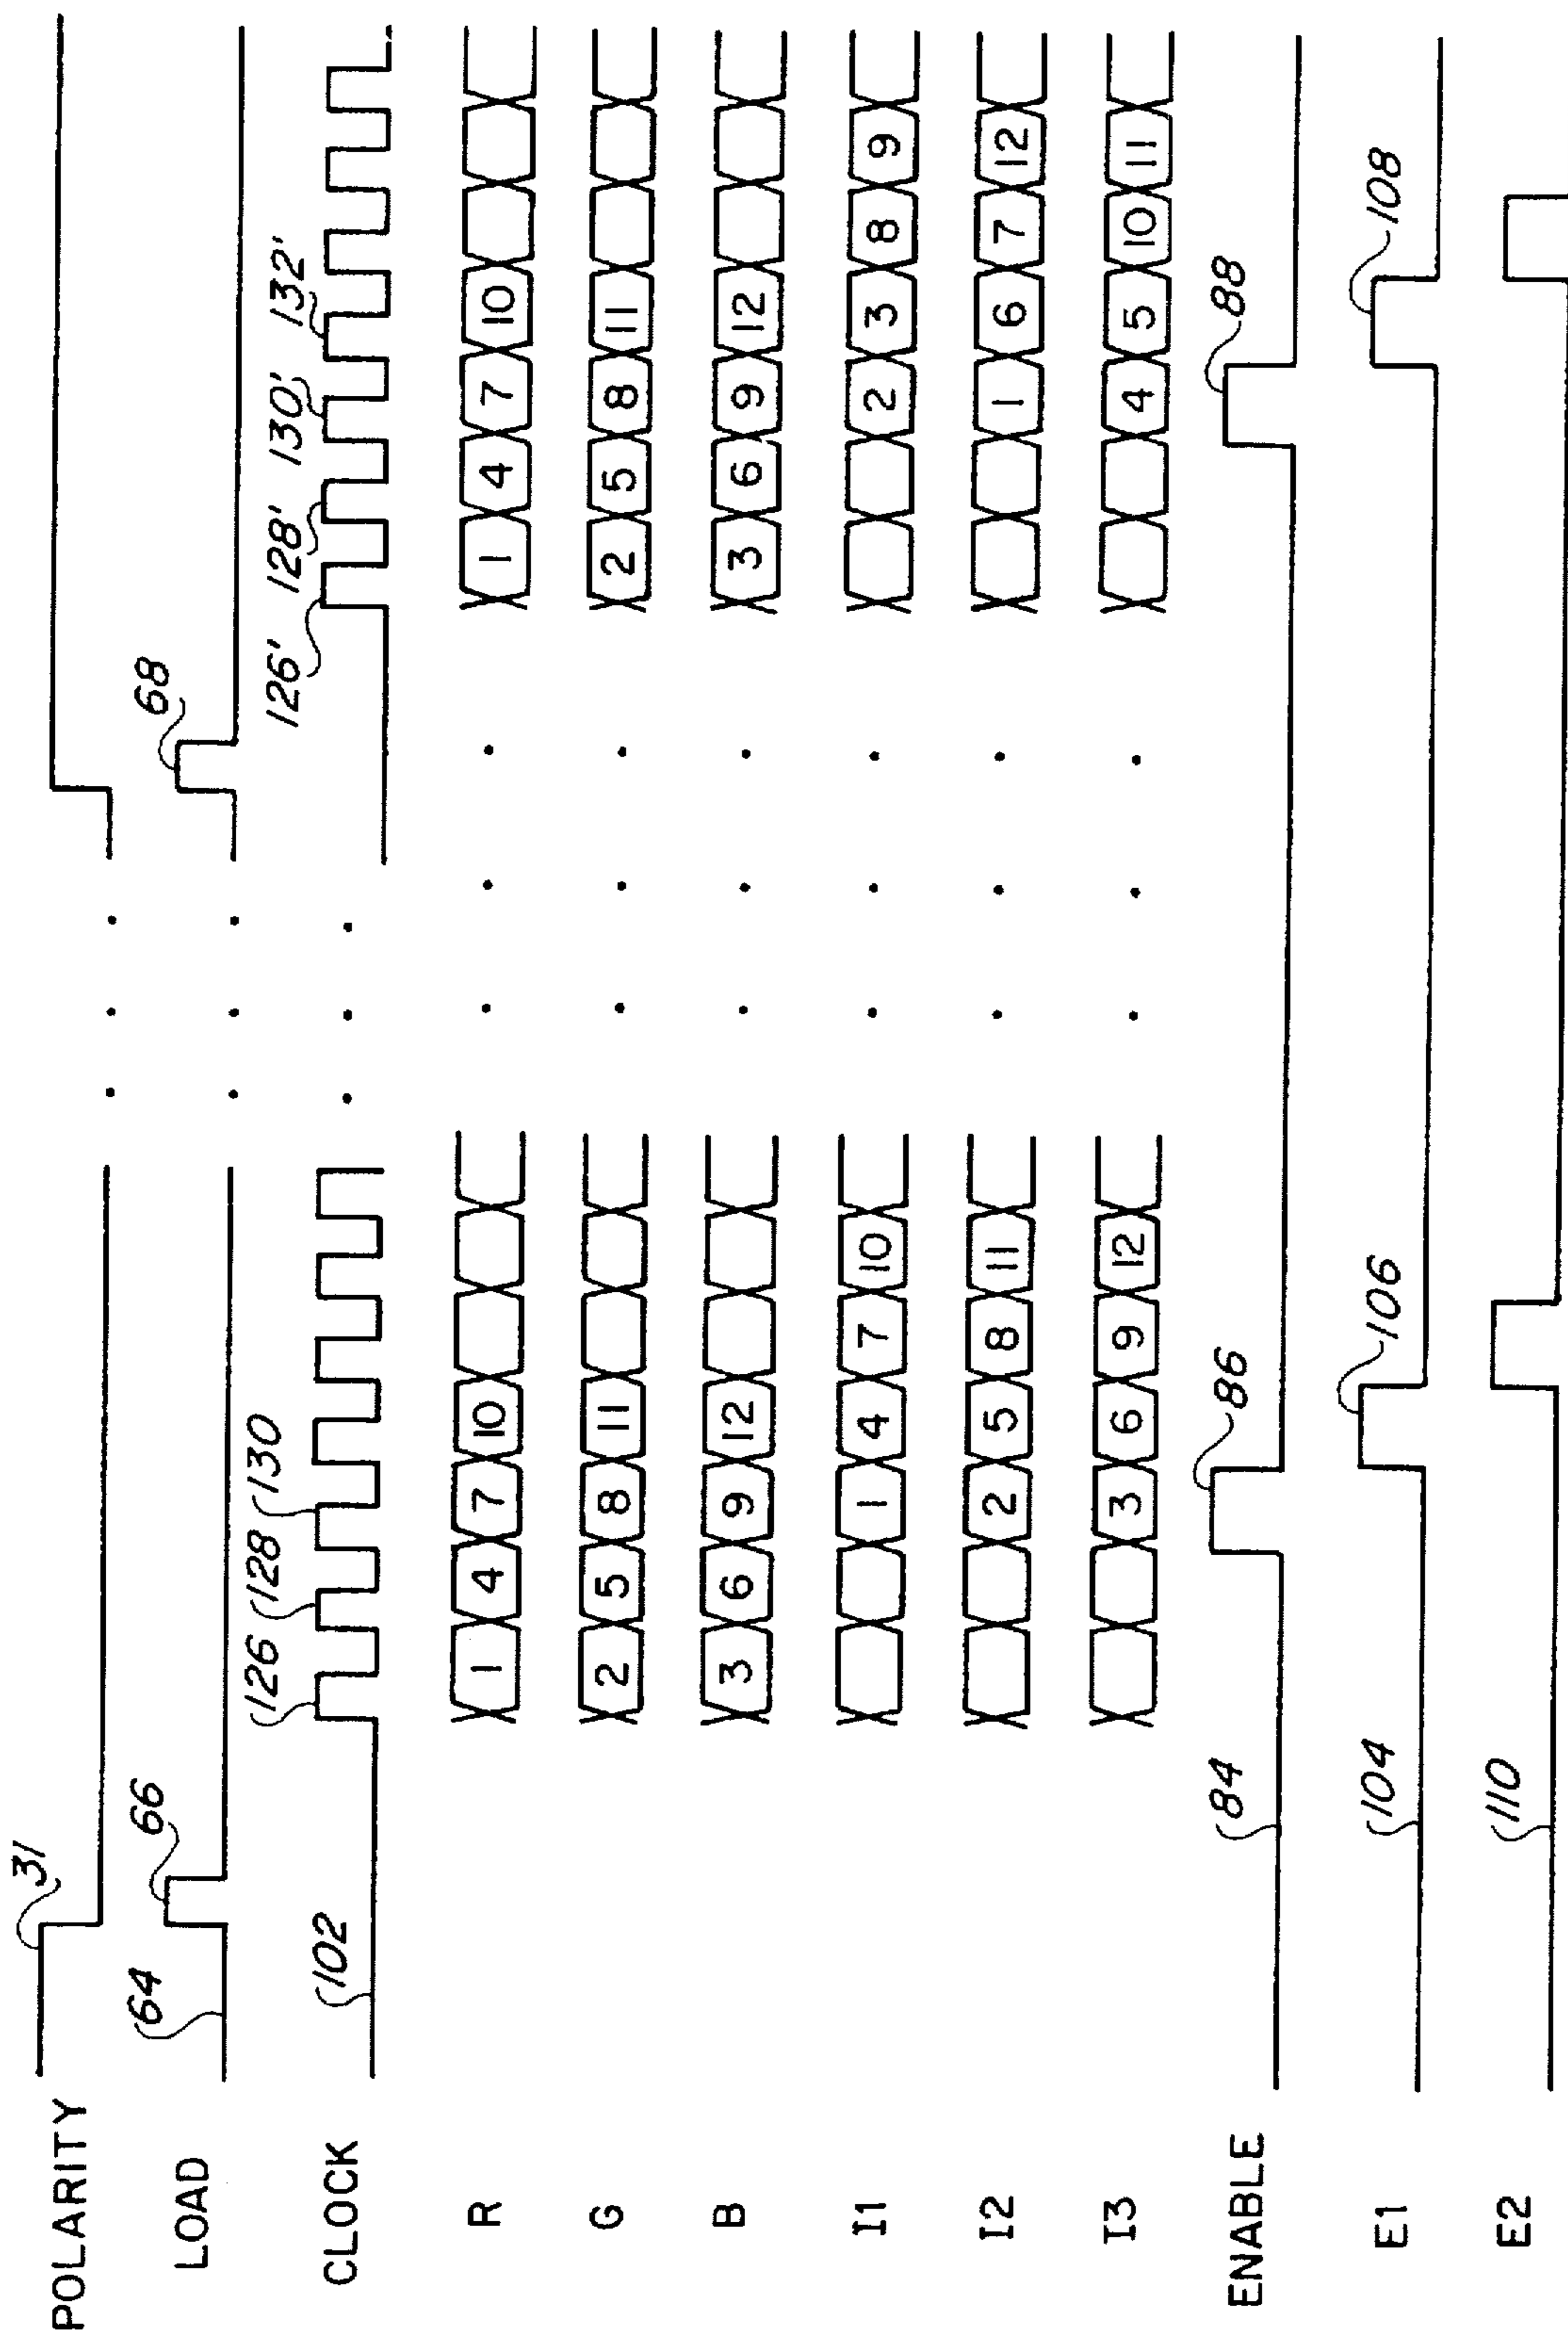 POLARITY 31
LOAD 64 66 68
CLOCK 102 126 128 130 126' 128' 130' 132'
R 1 4 7 10 1 4 7 10
G 2 5 8 11 2 5 8 11
B 3 6 9 12 3 6 9 12
I1 1 4 7 10 2 3 8 9
I2 2 5 8 11 1 6 7 12
I3 3 6 9 12 4 5 10 11
ENABLE 84 86 88
E1 104 106 108
E2 110